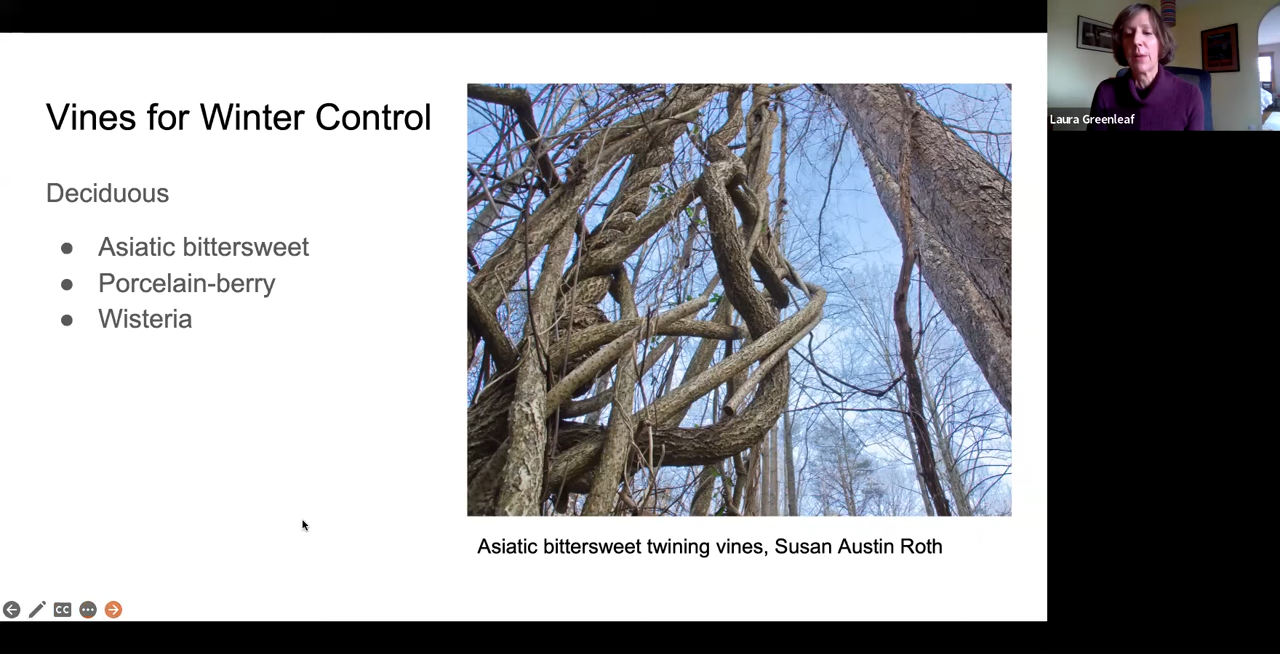 Vines for Winter Control
Deciduous
● Asiatic bittersweet
● Porcelain-berry
● Wisteria
Asiatic bittersweet twining vines, Susan Austin Roth
CC
Laura Greenleaf